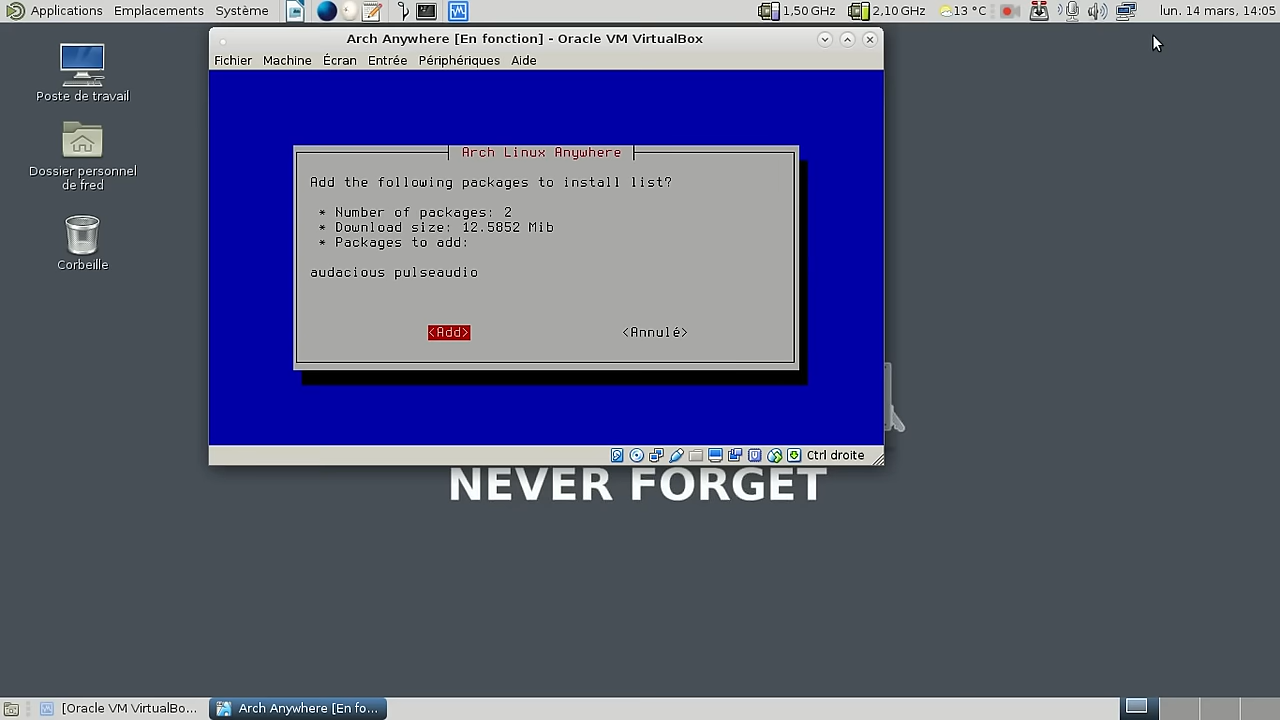 Applications Emplacements Système 1,50 GHz 2,10 GHz 13 °C lun. 14 mars, 14:05
Arch Anywhere [En fonction] - Oracle VM VirtualBox
Fichier Machine Écran Entrée Périphériques Aide
Poste de travail
Dossier personnel
de fred
Corbeille
Arch Linux Anywhere
Add the following packages to install list?
* Number of packages: 2
* Download size: 12.5852 Mib
* Packages to add:
audacious pulseaudio
<Add> <Annulé>
Ctrl droite
NEVER FORGET
[Oracle VM VirtualBo... Arch Anywhere [En fo...